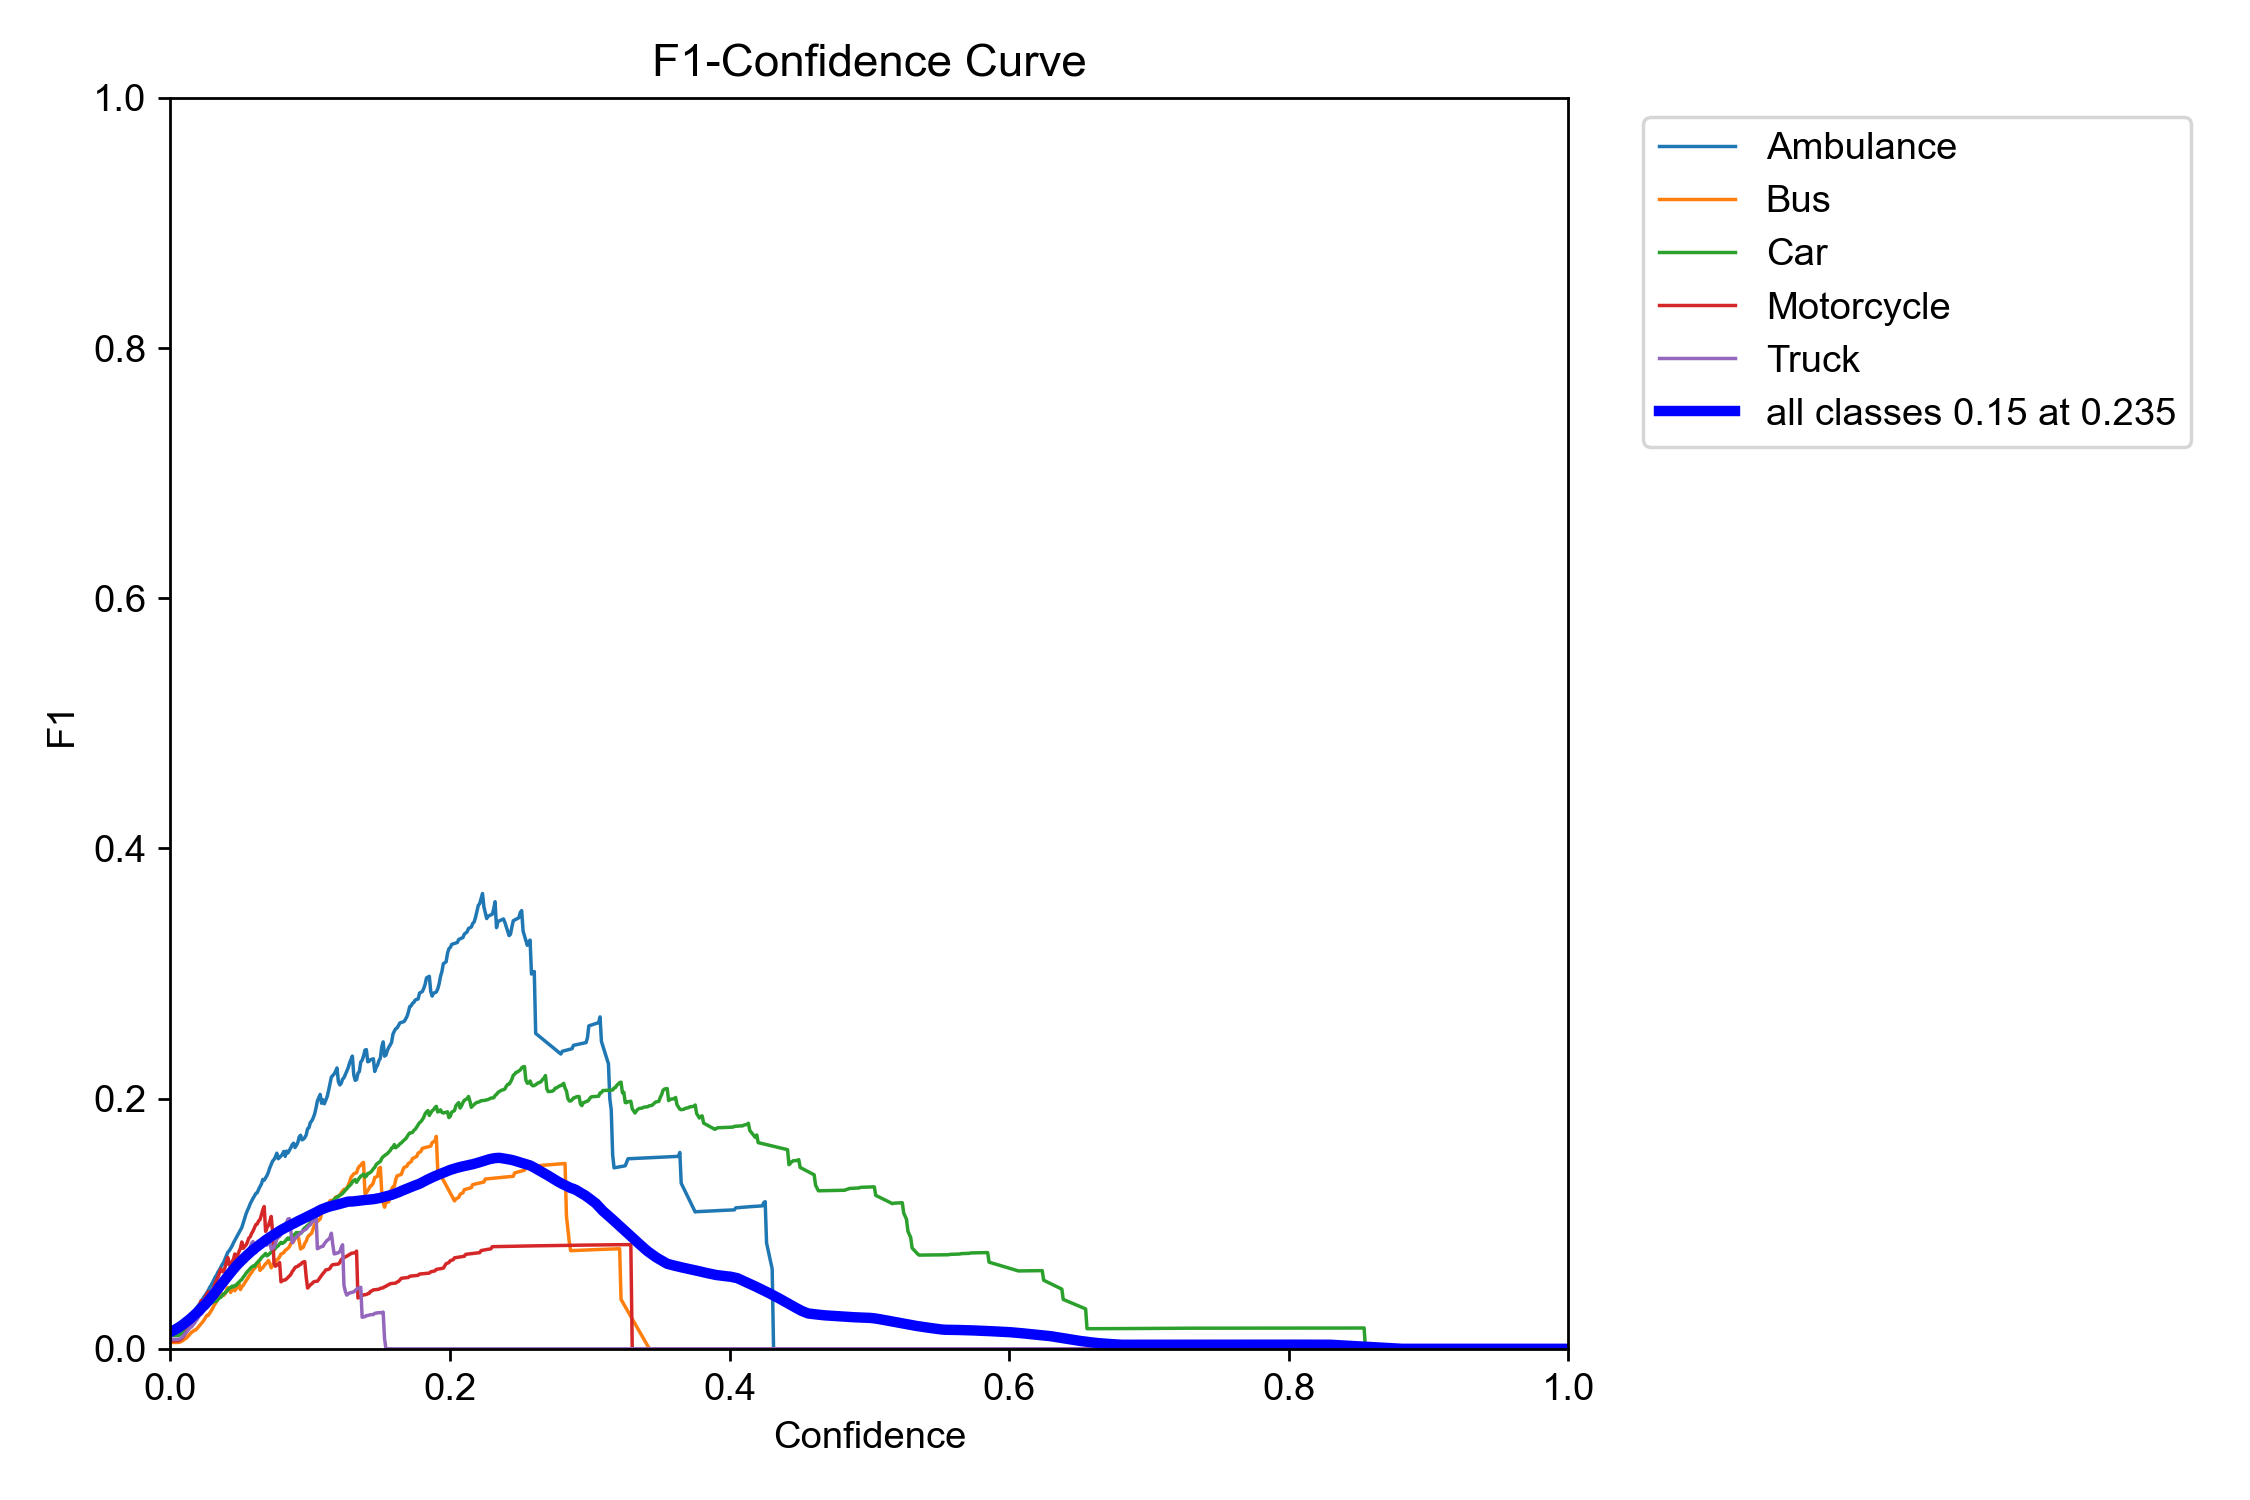 F1-Confidence Curve
1.0
0.8
0.6
0.4
0.2
0.0
F1
0.0 0.2 0.4 0.6 0.8 1.0
Confidence
Ambulance
Bus
Car
Motorcycle
Truck
all classes 0.15 at 0.235